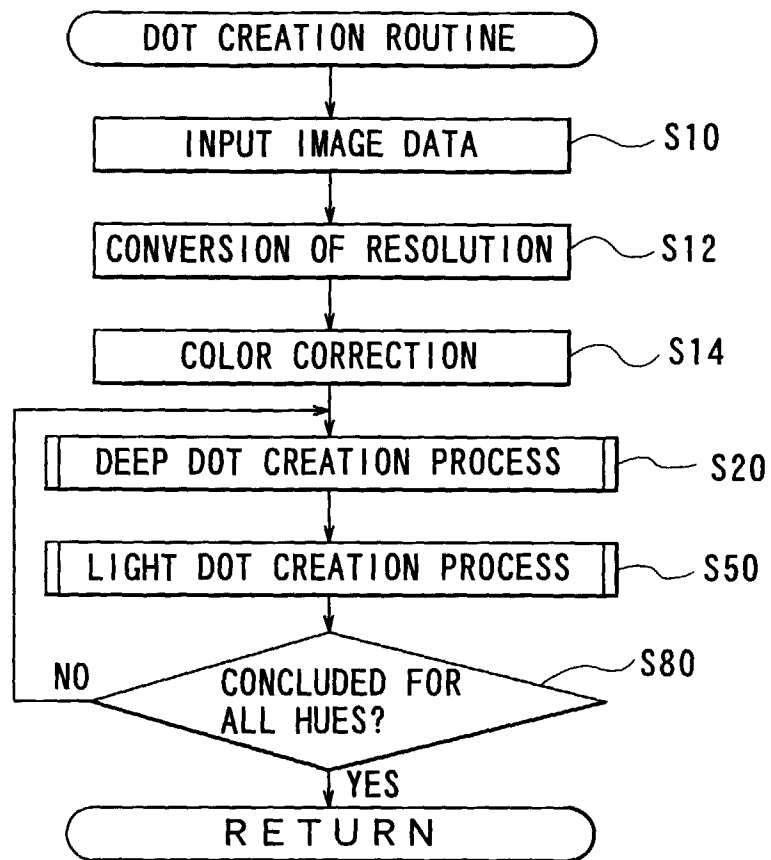 DOT CREATION ROUTINE
INPUT IMAGE DATA
S10
CONVERSION OF RESOLUTION
S12
COLOR CORRECTION
S14
DEEP DOT CREATION PROCESS
S20
LIGHT DOT CREATION PROCESS
S50
S80
NO
CONCLUDED FOR
ALL HUES?
YES
RETURN